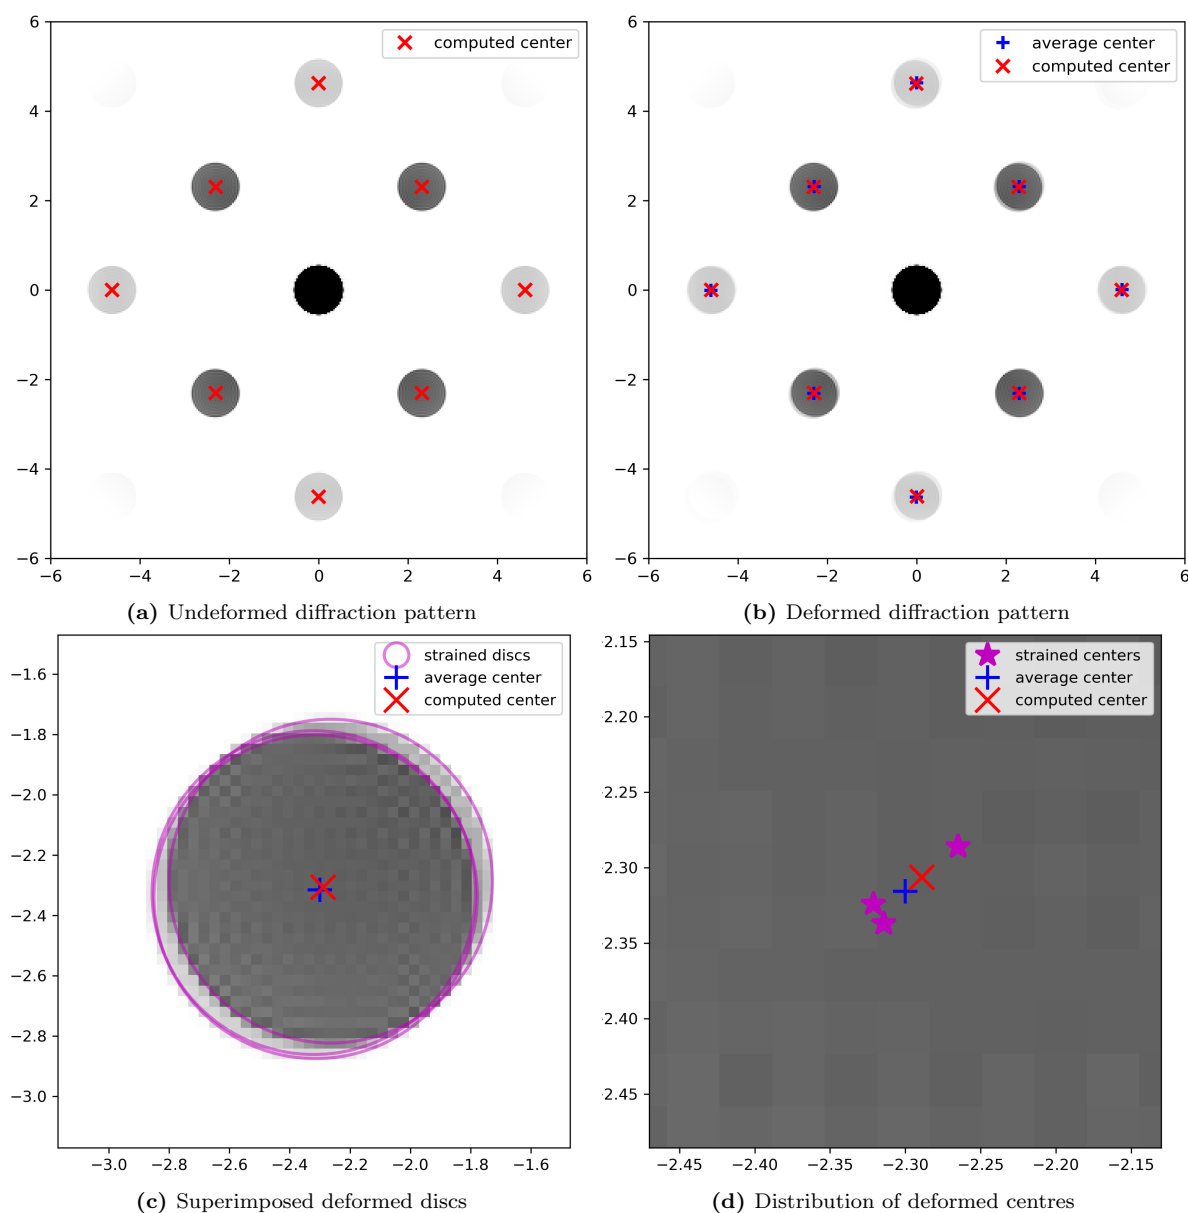 computed center
6
4
2
0
−2
−4
−6
−6 −4 −2 0 2 4 6
(a) Undeformed diffraction pattern
average center
computed center
6
4
2
0
−2
−4
−6
−6 −4 −2 0 2 4 6
(b) Deformed diffraction pattern
strained discs
average center
computed center
−1.6
−1.8
−2.0
−2.2
−2.4
−2.6
−2.8
−3.0
−3.0 −2.8 −2.6 −2.4 −2.2 −2.0 −1.8 −1.6
(c) Superimposed deformed discs
strained centers
average center
computed center
-2.15
-2.20
-2.25
-2.30
-2.35
-2.40
-2.45
−2.45 −2.40 −2.35 −2.30 −2.25 −2.20 −2.15
(d) Distribution of deformed centres